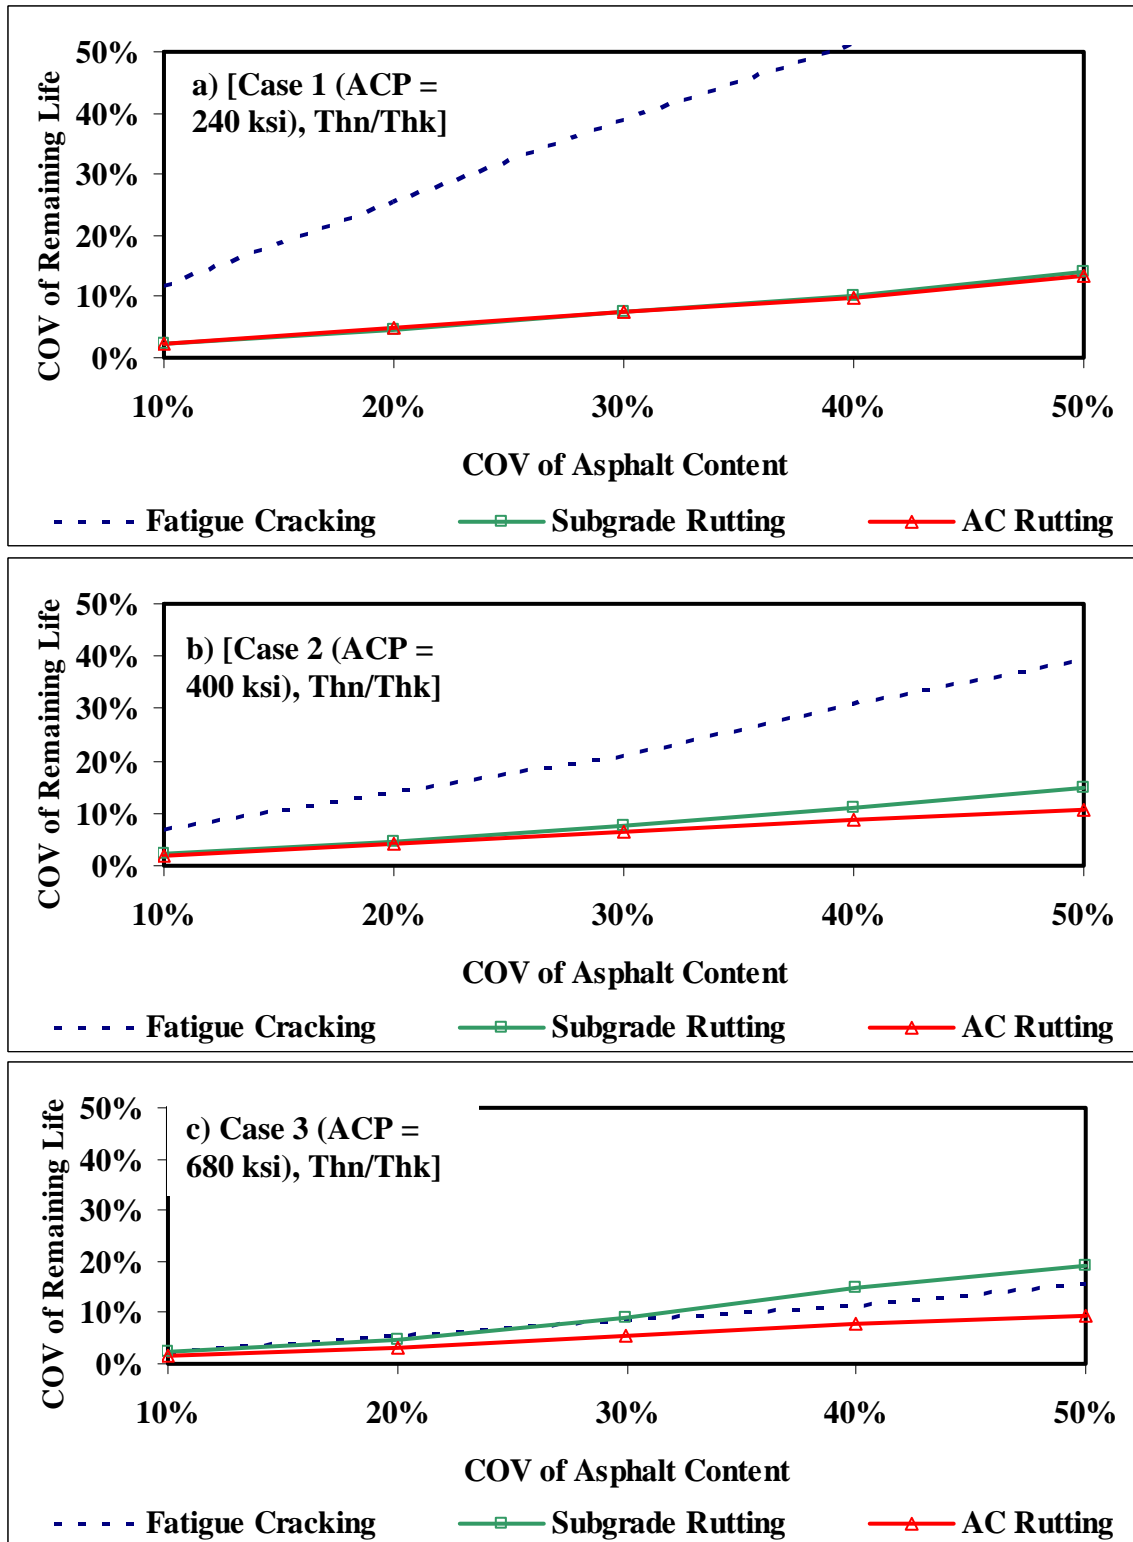 50%
40%
30%
20%
10%
0%
COV of Remaining Life
a) [Case 1 (ACP =
240 ksi), Thn/Thk]
10% 20% 30% 40% 50%
COV of Asphalt Content
Fatigue Cracking Subgrade Rutting AC Rutting
50%
40%
30%
20%
10%
0%
COV of Remaining Life
b) [Case 2 (ACP =
400 ksi), Thn/Thk]
10% 20% 30% 40% 50%
COV of Asphalt Content
Fatigue Cracking Subgrade Rutting AC Rutting
50%
40%
30%
20%
10%
0%
COV of Remaining Life
c) Case 3 (ACP =
680 ksi), Thn/Thk]
10% 20% 30% 40% 50%
COV of Asphalt Content
Fatigue Cracking Subgrade Rutting AC Rutting